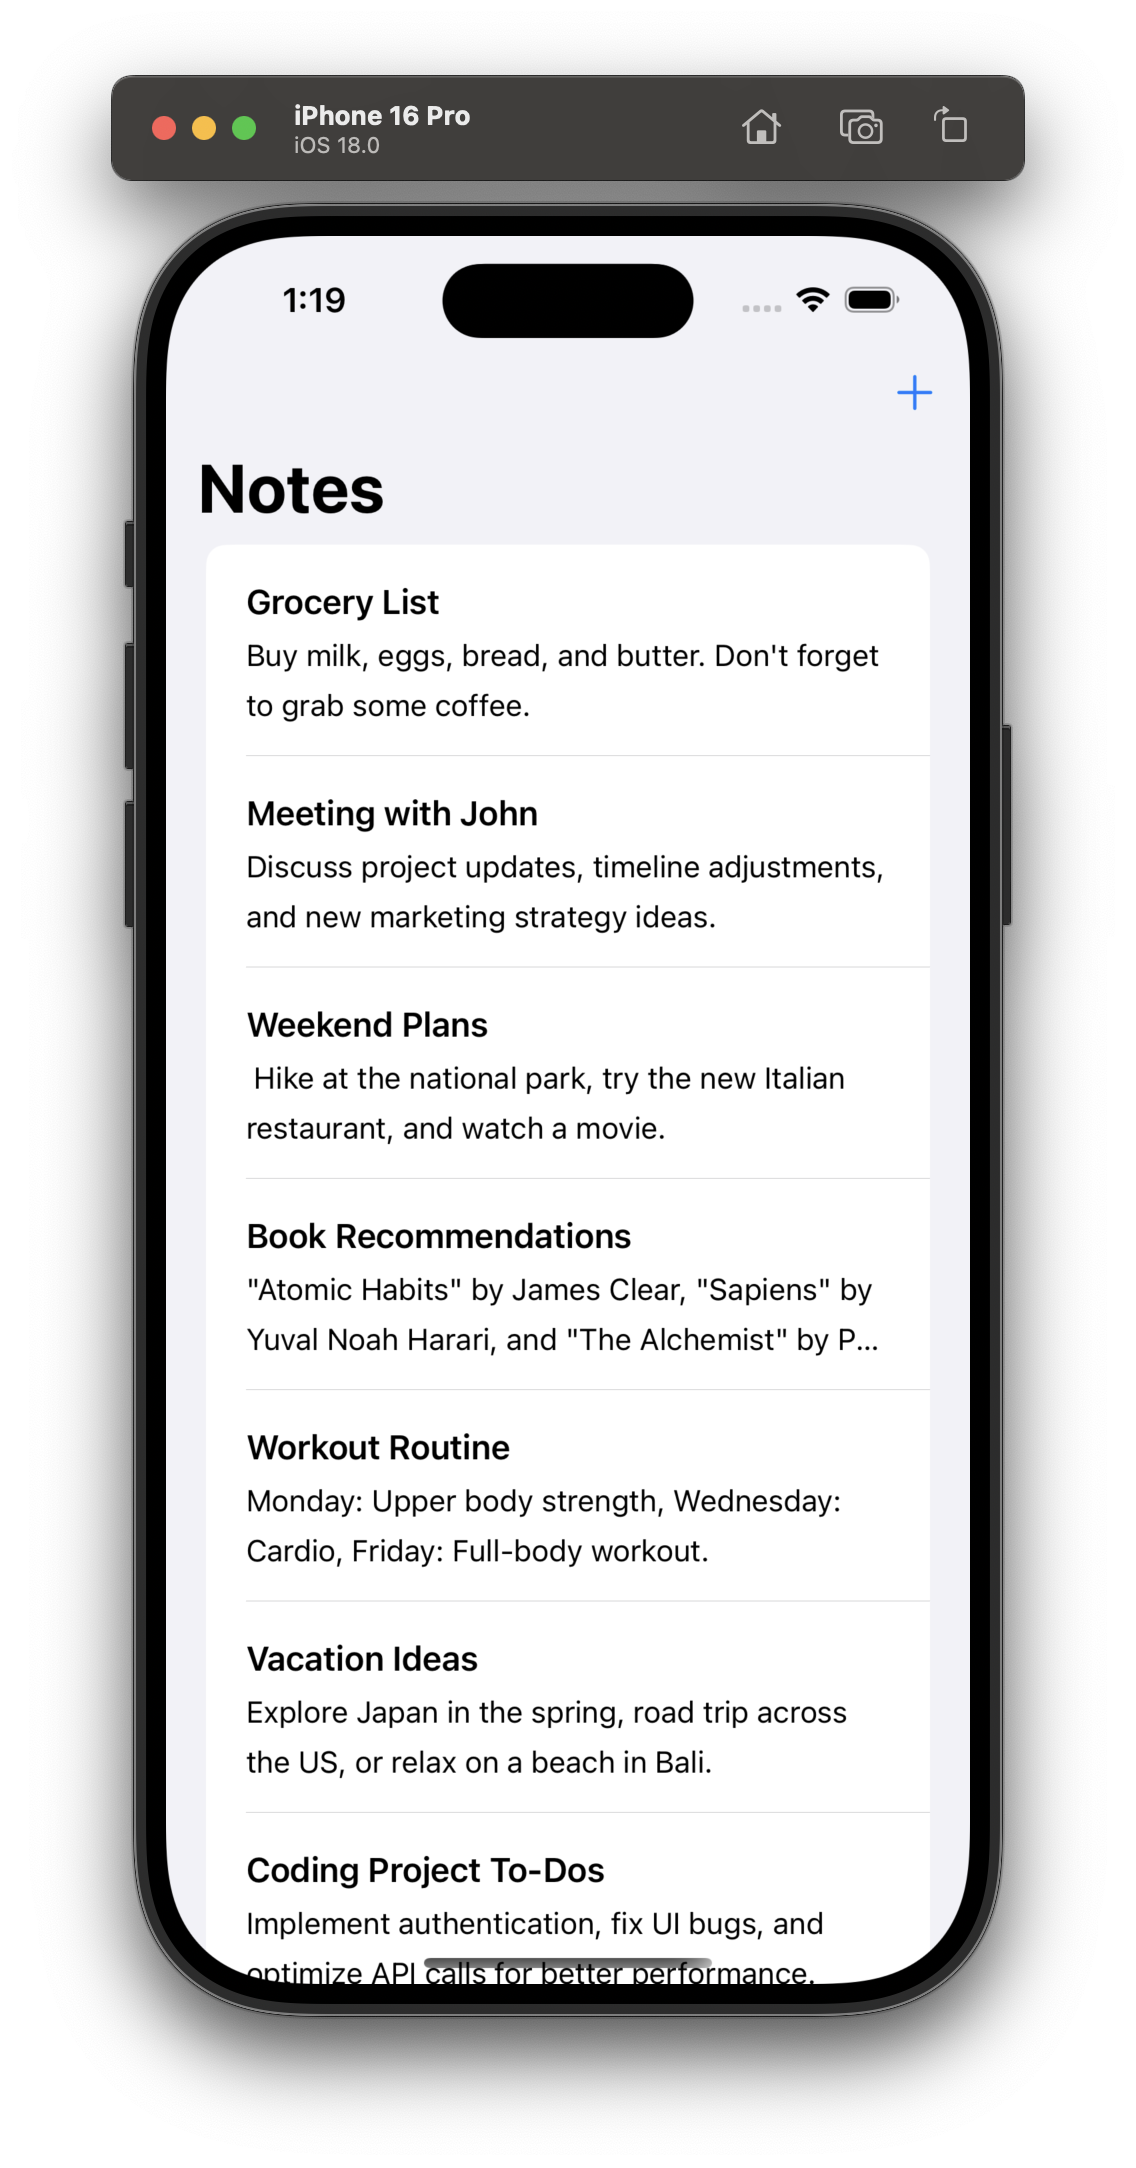 iPhone 16 Pro
iOS 18.0
1:19
Notes
Grocery List
Buy milk, eggs, bread, and butter. Don't forget
to grab some coffee.
Meeting with John
Discuss project updates, timeline adjustments,
and new marketing strategy ideas.
Weekend Plans
Hike at the national park, try the new Italian
restaurant, and watch a movie.
Book Recommendations
"Atomic Habits" by James Clear, "Sapiens" by
Yuval Noah Harari, and "The Alchemist" by P...
Workout Routine
Monday: Upper body strength, Wednesday:
Cardio, Friday: Full-body workout.
Vacation Ideas
Explore Japan in the spring, road trip across
the US, or relax on a beach in Bali.
Coding Project To-Dos
Implement authentication, fix UI bugs, and
optimize API calls for better performance.